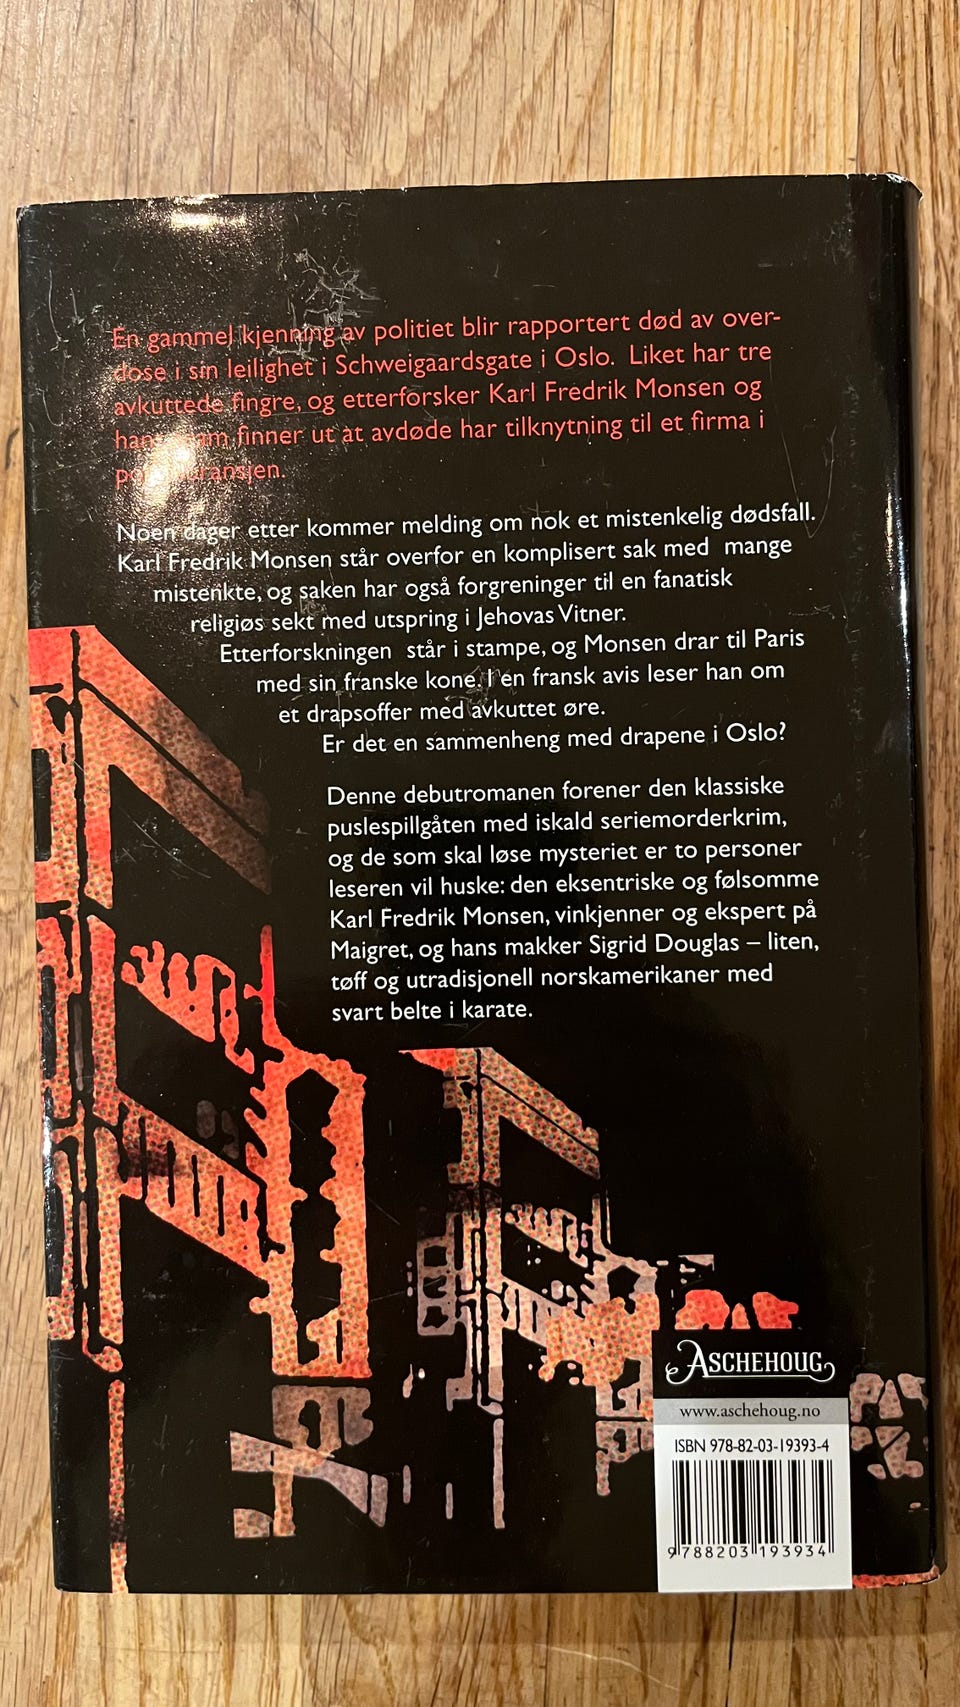 En gammel kjenning av politiet blir rapportert død av over-
dose i sin leilighet i Schweigaardsgate i Oslo. Liket har tre
avkuttede fingre, og etterforsker Karl Fredrik Monsen og
hans team finner ut at avdøde har tilknytning til et firma i
Noen dager etter kommer melding om nok et mistenkelig dødsfall.
Karl Fredrik Monsen står overfor en komplisert sak med mange
mistenkte, og saken har også forgreninger til en fanatisk
religiøs sekt med utspring i Jehovas Vitner.
Etterforskningen står i stampe, og Monsen drar til Paris
med sin franske kone. I en fransk avis leser han om
et drapsoffer med avkuttet øre.
Er det en sammenheng med drapene i Oslo?
Denne debutromanen forener den klassiske
puslespillgåten med iskald seriemorderkrim,
og de som skal løse mysteriet er to personer
leseren vil huske: den eksentriske og følsomme
Karl Fredrik Monsen, vinkjenner og ekspert på
Maigret, og hans makker Sigrid Douglas – liten,
tøff og utradisjonell norskamerikaner med
svart belte i karate.
ASCHEHOUG
www.aschehoug.no
ISBN 978-82-03-19393-4
9 788203 193934